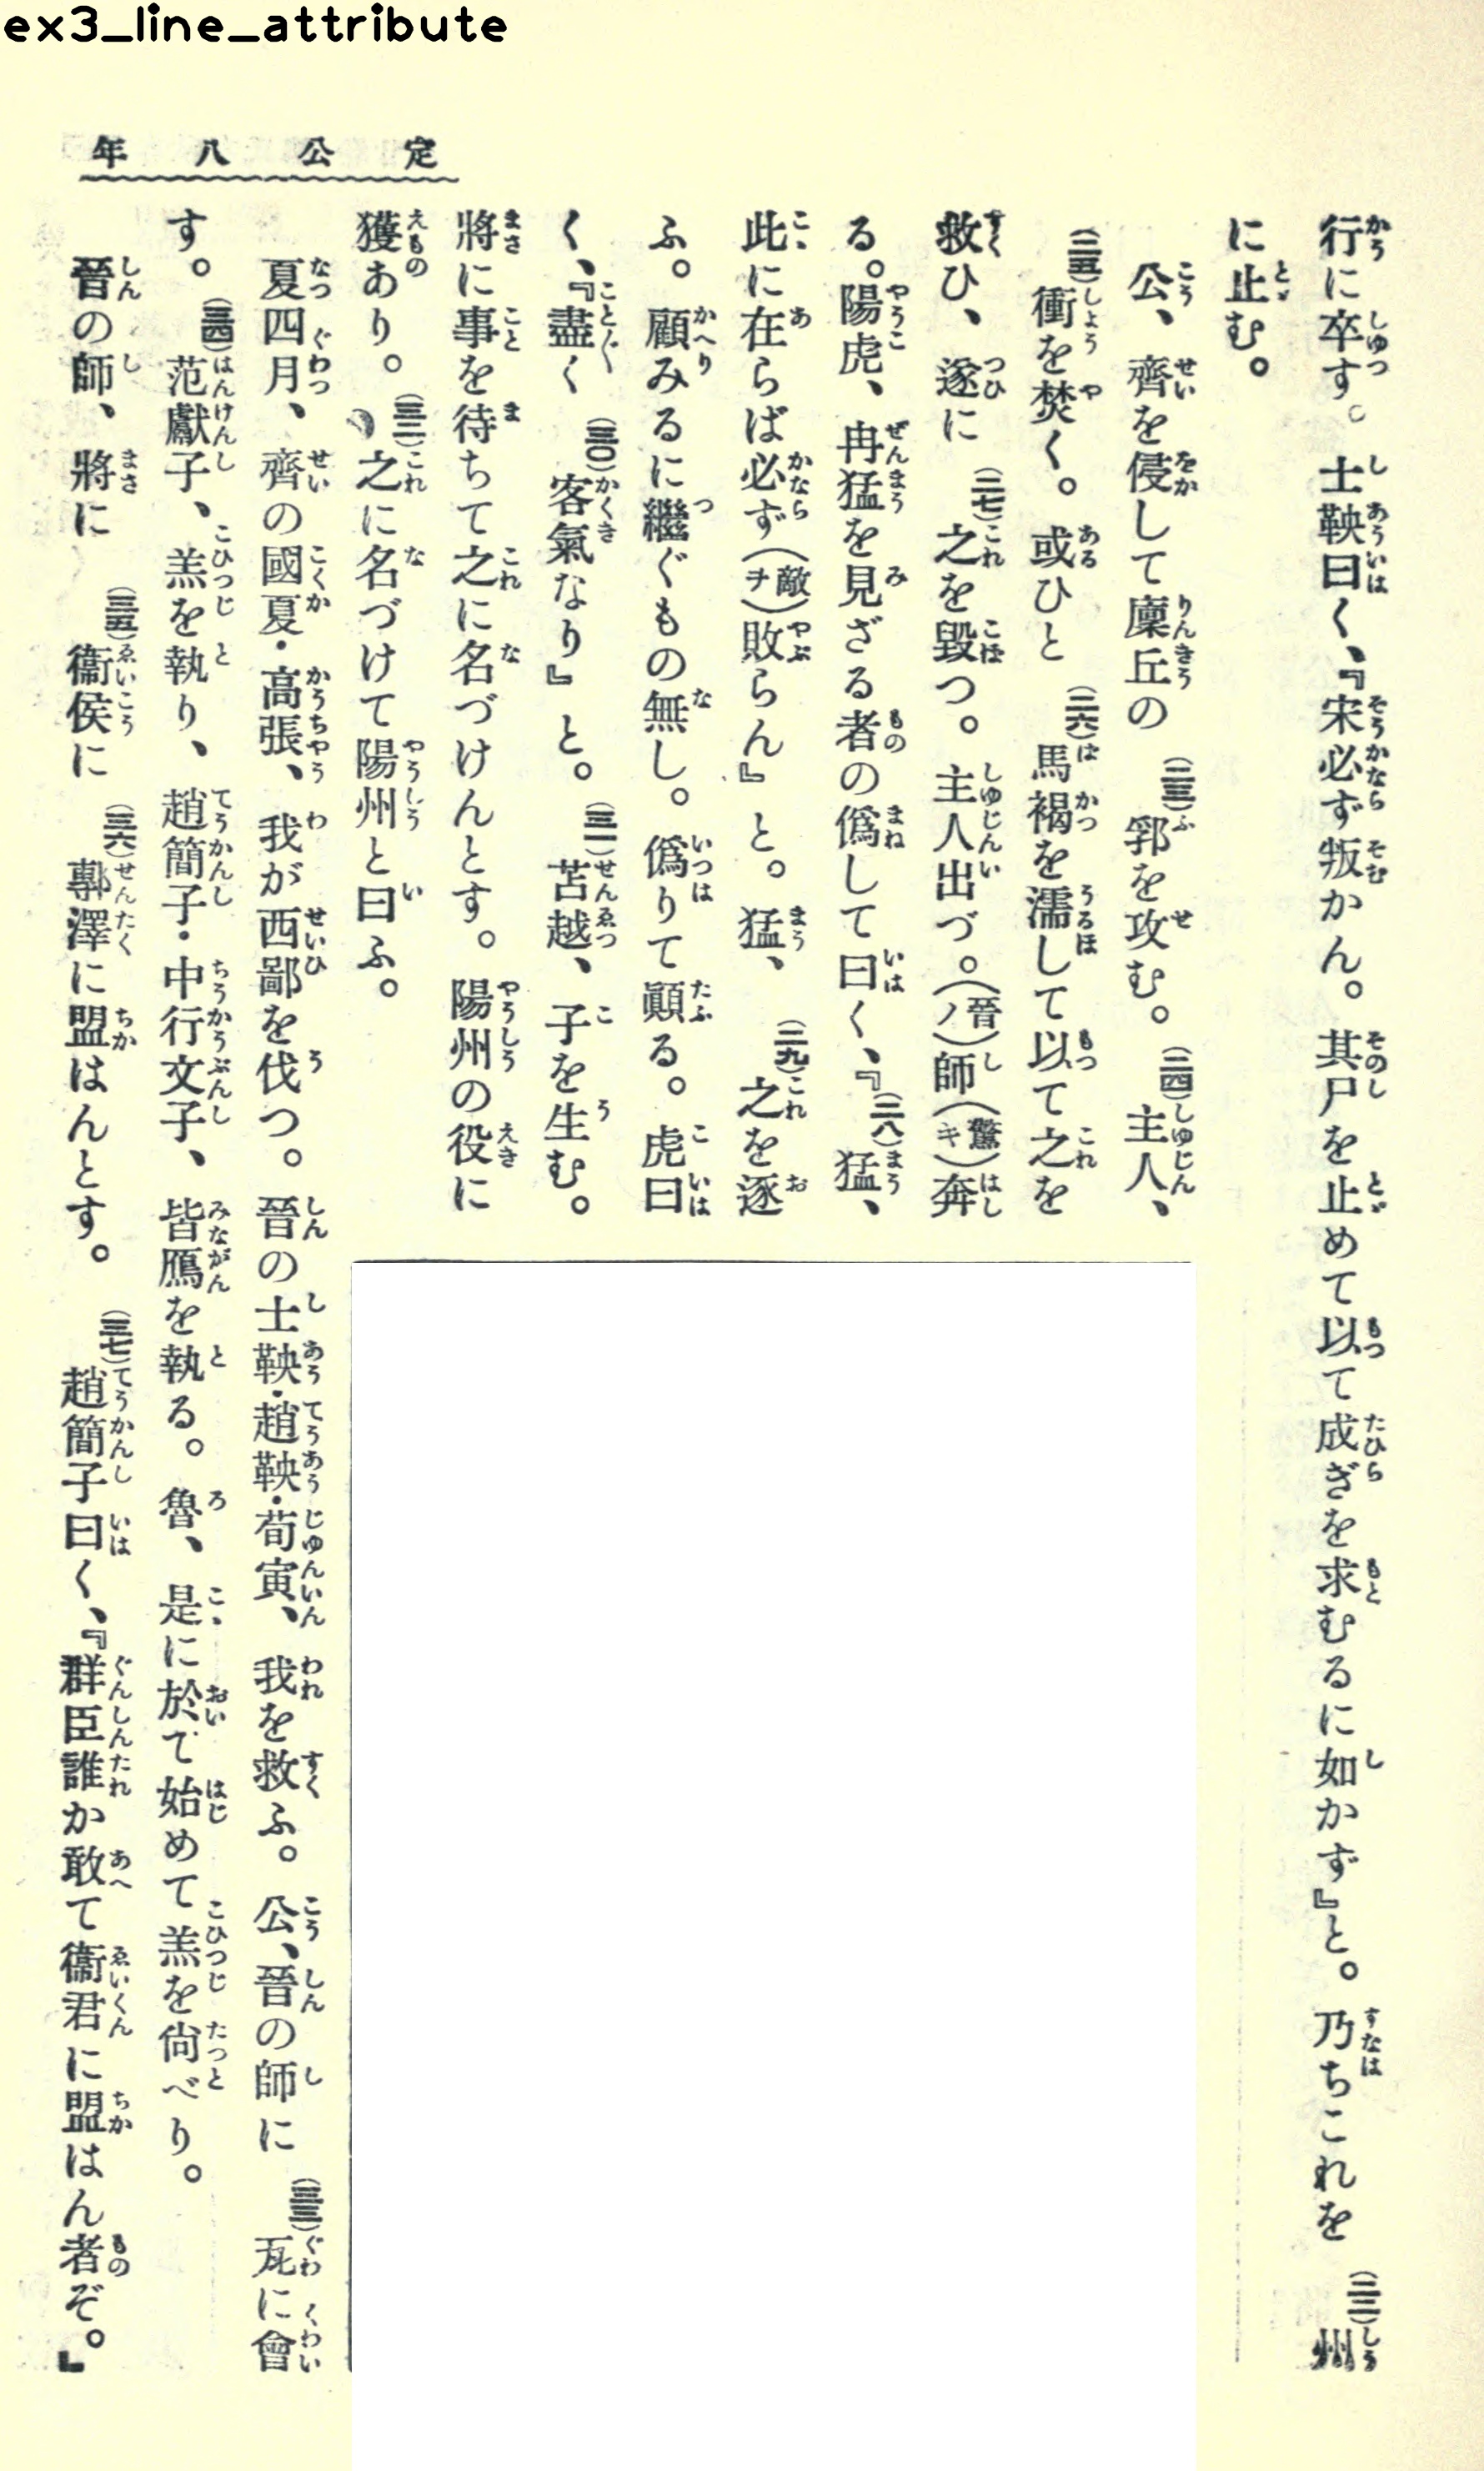 ex3_line_attribute
定公八年
行に卒す。士鞅曰く、『宋必ず叛かん。其尸を止めて以て成ぎを求むるに如かず』と。乃ちこれを(二二)州
に止む。
公、齊を侵して廩丘の(二三)郛を攻む。(二四)主人、
(二五)衝を焚く。或ひと(二六)馬褐を濡して以て之を
救ひ、遂に(二七)之を毀つ。主人出づ。(晉ノ)師(驚キ)奔
る。陽虎、冉猛を見ざる者の僞して曰く、『(二八)猛、
此に在らば必ず(敵ヲ)敗らん』と。猛、(二九)之を逐
ふ。顧みるに繼ぐもの無し。僞りて顚る。虎曰
く、『盡く(三〇)客氣なり』と。(三一)苫越、子を生む。
將に事を待ちて之に名づけんとす。陽州の役に
獲あり。(三二)之に名づけて陽州と曰ふ。
夏四月、齊の國夏・高張、我が西鄙を伐つ。晉の士鞅・趙鞅・荀寅、我を救ふ。公、晉の師に(三三)瓦に會
す。(三四)范獻子、羔を執り、趙簡子・中行文子、皆鴈を執る。魯、是に於て始めて羔を尙べり。
晉の師、將に(三五)衞侯に(三六)鄟澤に盟はんとす。(三七)趙簡子曰く、『群臣誰か敢て衞君に盟はん者ぞ。』